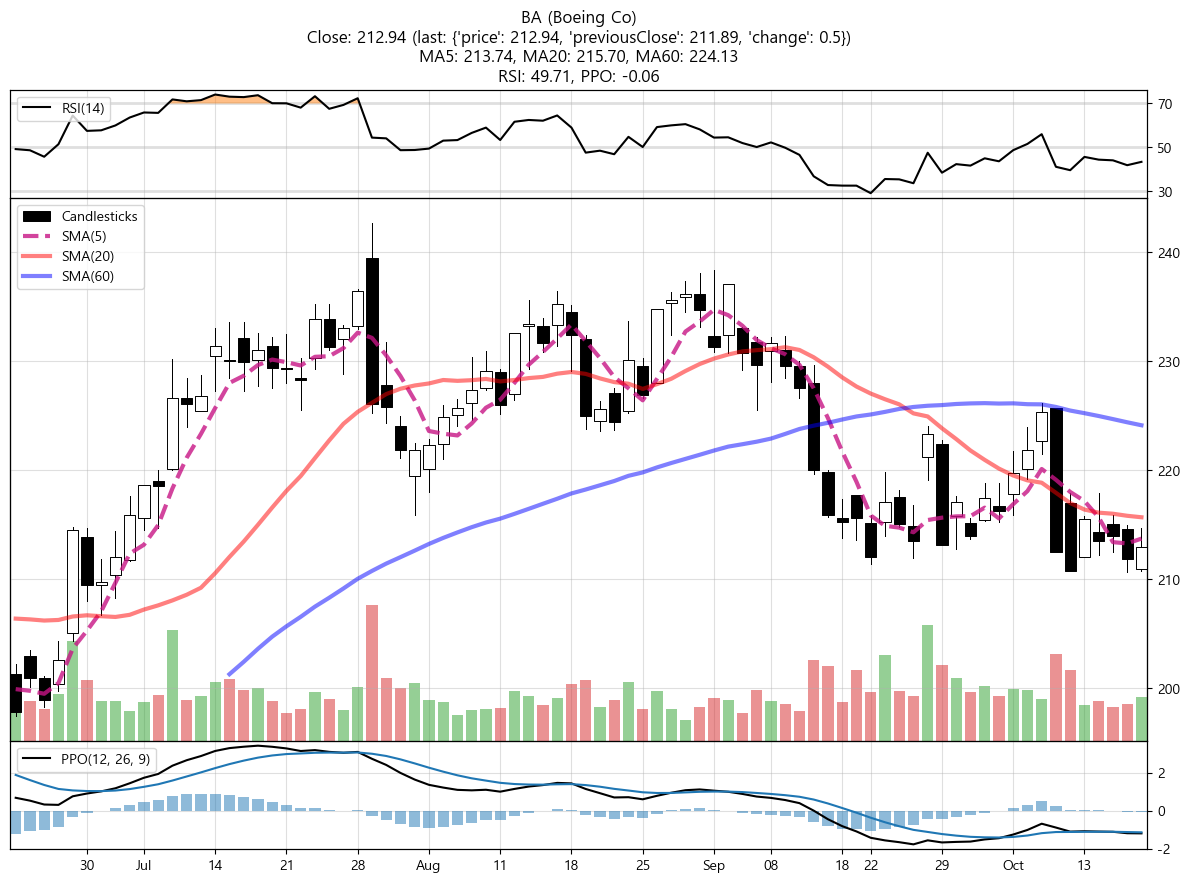 BA (Boeing Co)
Close: 212.94 (last: {'price': 212.94, 'previousClose': 211.89, 'change': 0.5})
MA5: 213.74, MA20: 215.70, MA60: 224.13
RSI: 49.71, PPO: -0.06
RSI(14)
70
50
30
Candlesticks
SMA(5)
SMA(20)
SMA(60)
240
230
220
210
200
PPO(12, 26, 9)
2
0
-2
30 Jul 14 21 28 Aug 11 18 25 Sep 08 18 22 29 Oct 13